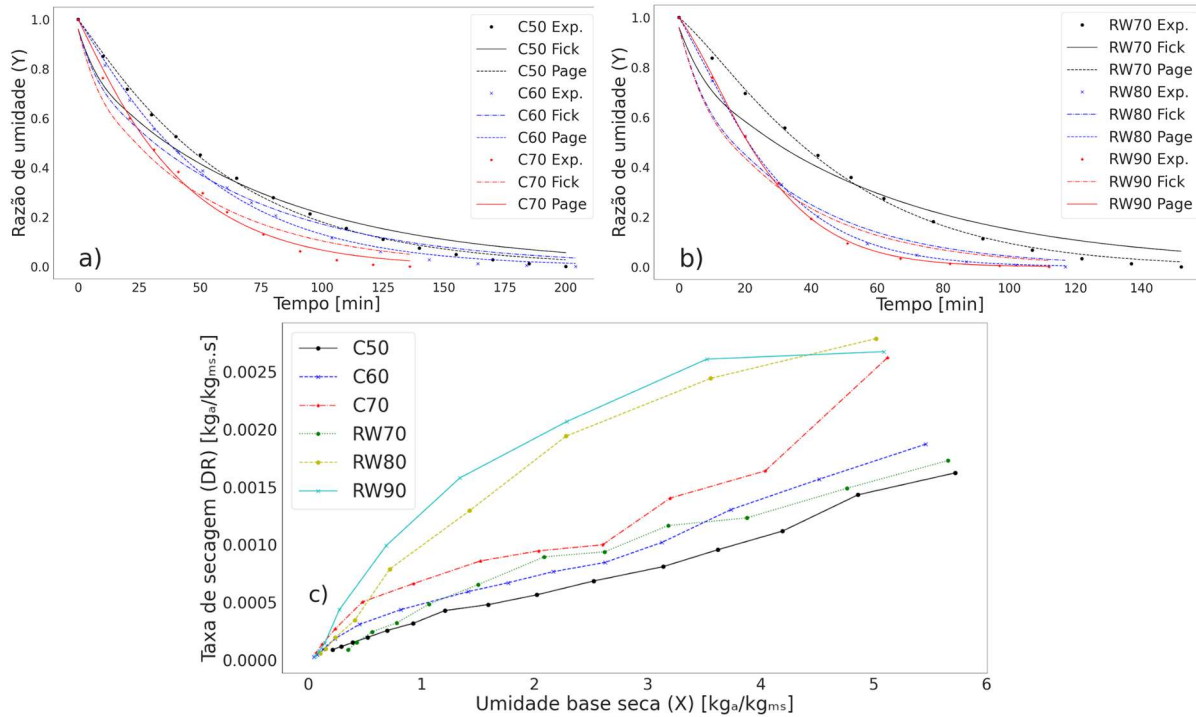 1.0
0.8
0.6
0.4
0.2
0.0
Razão de umidade (Y)
C50 Exp.
C50 Fick
C50 Page
C60 Exp.
C60 Fick
C60 Page
C70 Exp.
C70 Fick
C70 Page
a)
0 25 50 75 100 125 150 175 200
Tempo [min]
1.0
0.8
0.6
0.4
0.2
0.0
Razão de umidade (Y)
RW70 Exp.
RW70 Fick
RW70 Page
RW80 Exp.
RW80 Fick
RW80 Page
RW90 Exp.
RW90 Fick
RW90 Page
b)
0 20 40 60 80 100 120 140
Tempo [min]
Taxa de secagem (DR) [kgₐ/kgₘₛ.s]
0.0025
0.0020
0.0015
0.0010
0.0005
0.0000
C50
C60
C70
RW70
RW80
RW90
c)
0 1 2 3 4 5 6
Umidade base seca (X) [kgₐ/kgₘₛ]